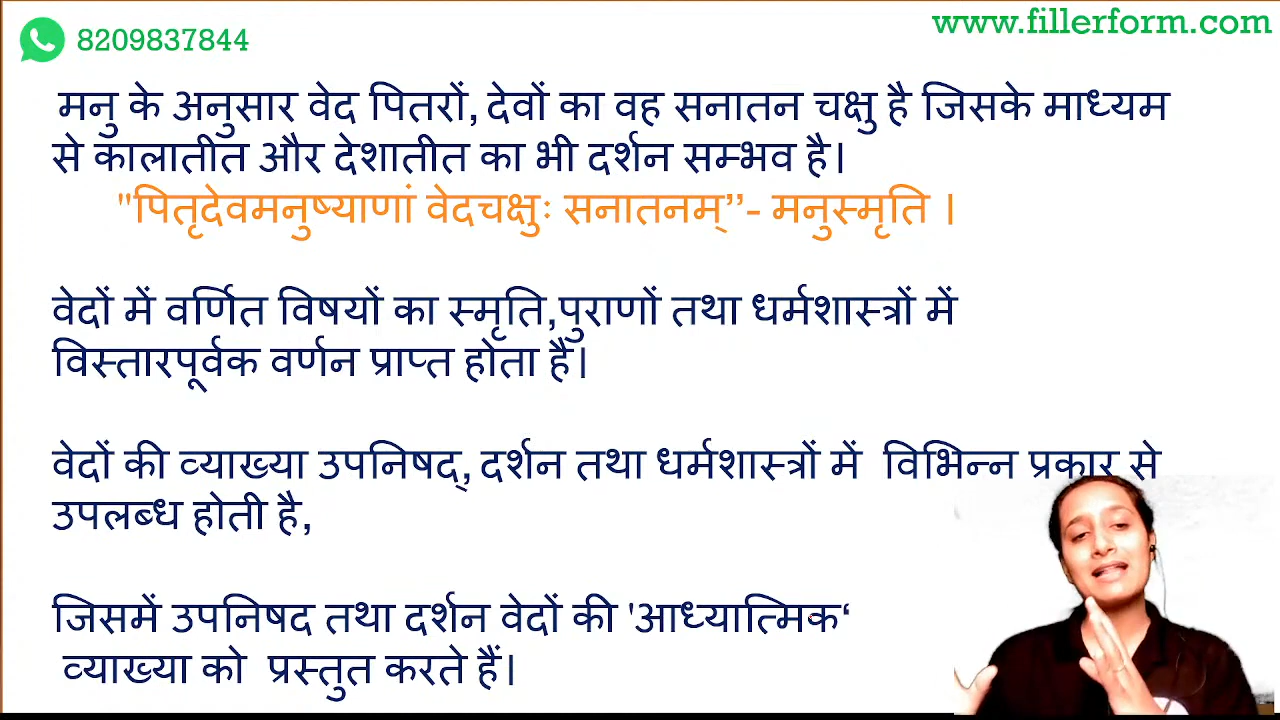 8209837844
www.fillerform.com
मनु के अनुसार वेद पितरों, देवों का वह सनातन चक्षु है जिसके माध्यम
से कालातीत और देशातीत का भी दर्शन सम्भव है।
"पितृदेवमनुष्याणां वेदचक्षुः सनातनम्”- मनुस्मृति ।
वेदों में वर्णित विषयों का स्मृति,पुराणों तथा धर्मशास्त्रों में
विस्तारपूर्वक वर्णन प्राप्त होता है।
वेदों की व्याख्या उपनिषद्, दर्शन तथा धर्मशास्त्रों में विभिन्न प्रकार से
उपलब्ध होती है,
जिसमें उपनिषद तथा दर्शन वेदों की 'आध्यात्मिक‘
व्याख्या को प्रस्तुत करते हैं।